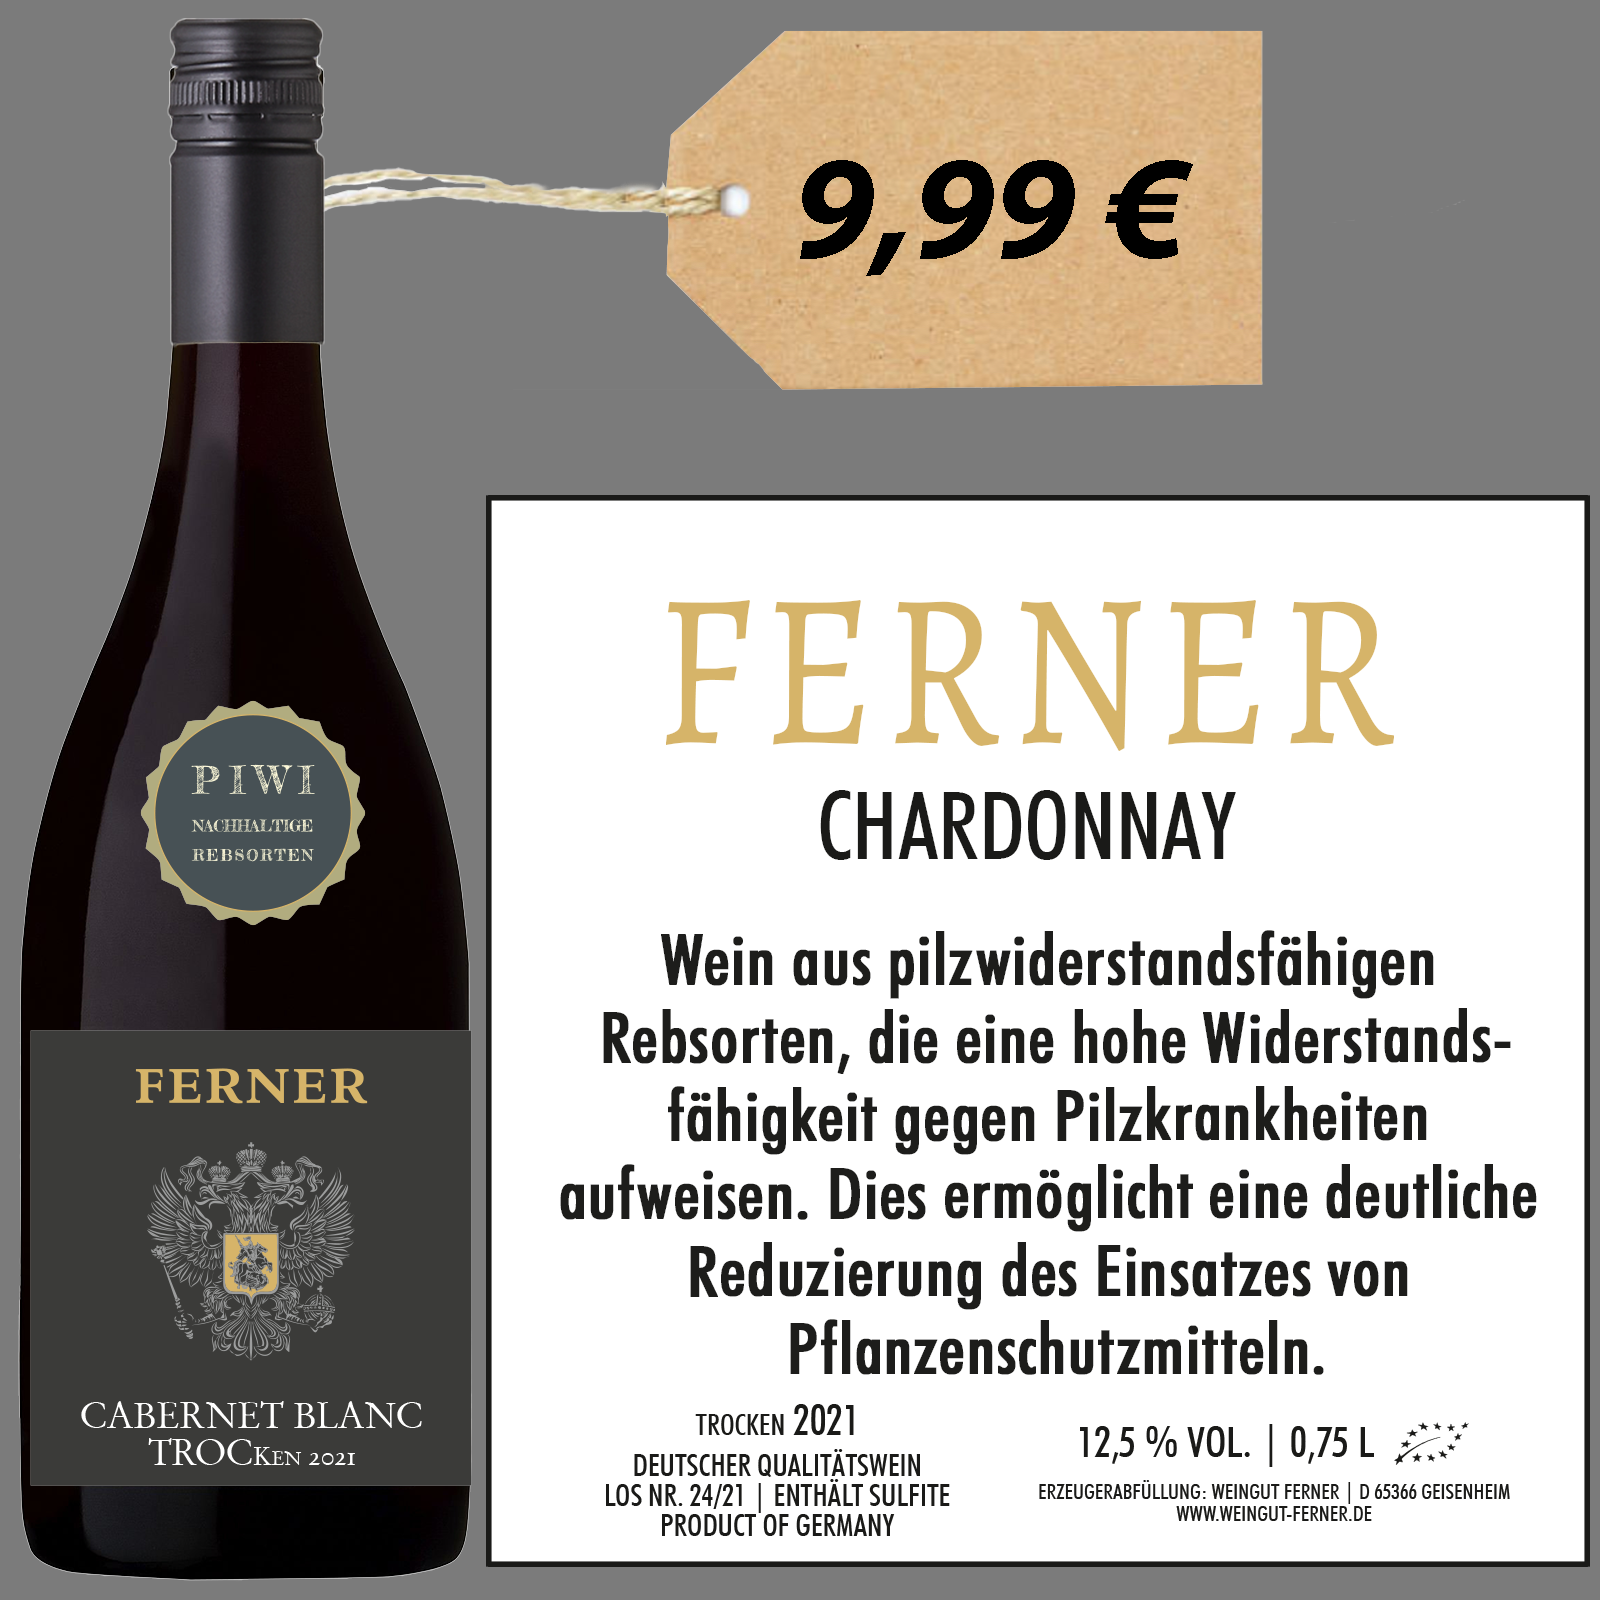 9,99 €
PIWI
NACHHALTIGE
REBSORTEN
FERNER
CABERNET BLANC
TROCKEN 2021
FERNER
CHARDONNAY
Wein aus pilzwiderstandsfähigen
Rebsorten, die eine hohe Widerstands-
fähigkeit gegen Pilzkrankheiten
aufweisen. Dies ermöglicht eine deutliche
Reduzierung des Einsatzes von
Pflanzenschutzmitteln.
TROCKEN 2021
DEUTSCHER QUALITÄTSWEIN
LOS NR. 24/21 | ENTHÄLT SULFITE
PRODUCT OF GERMANY
12,5 % VOL. | 0,75 L
ERZEUGERABFÜLLUNG: WEINGUT FERNER | D 65366 GEISENHEIM
WWW.WEINGUT-FERNER.DE